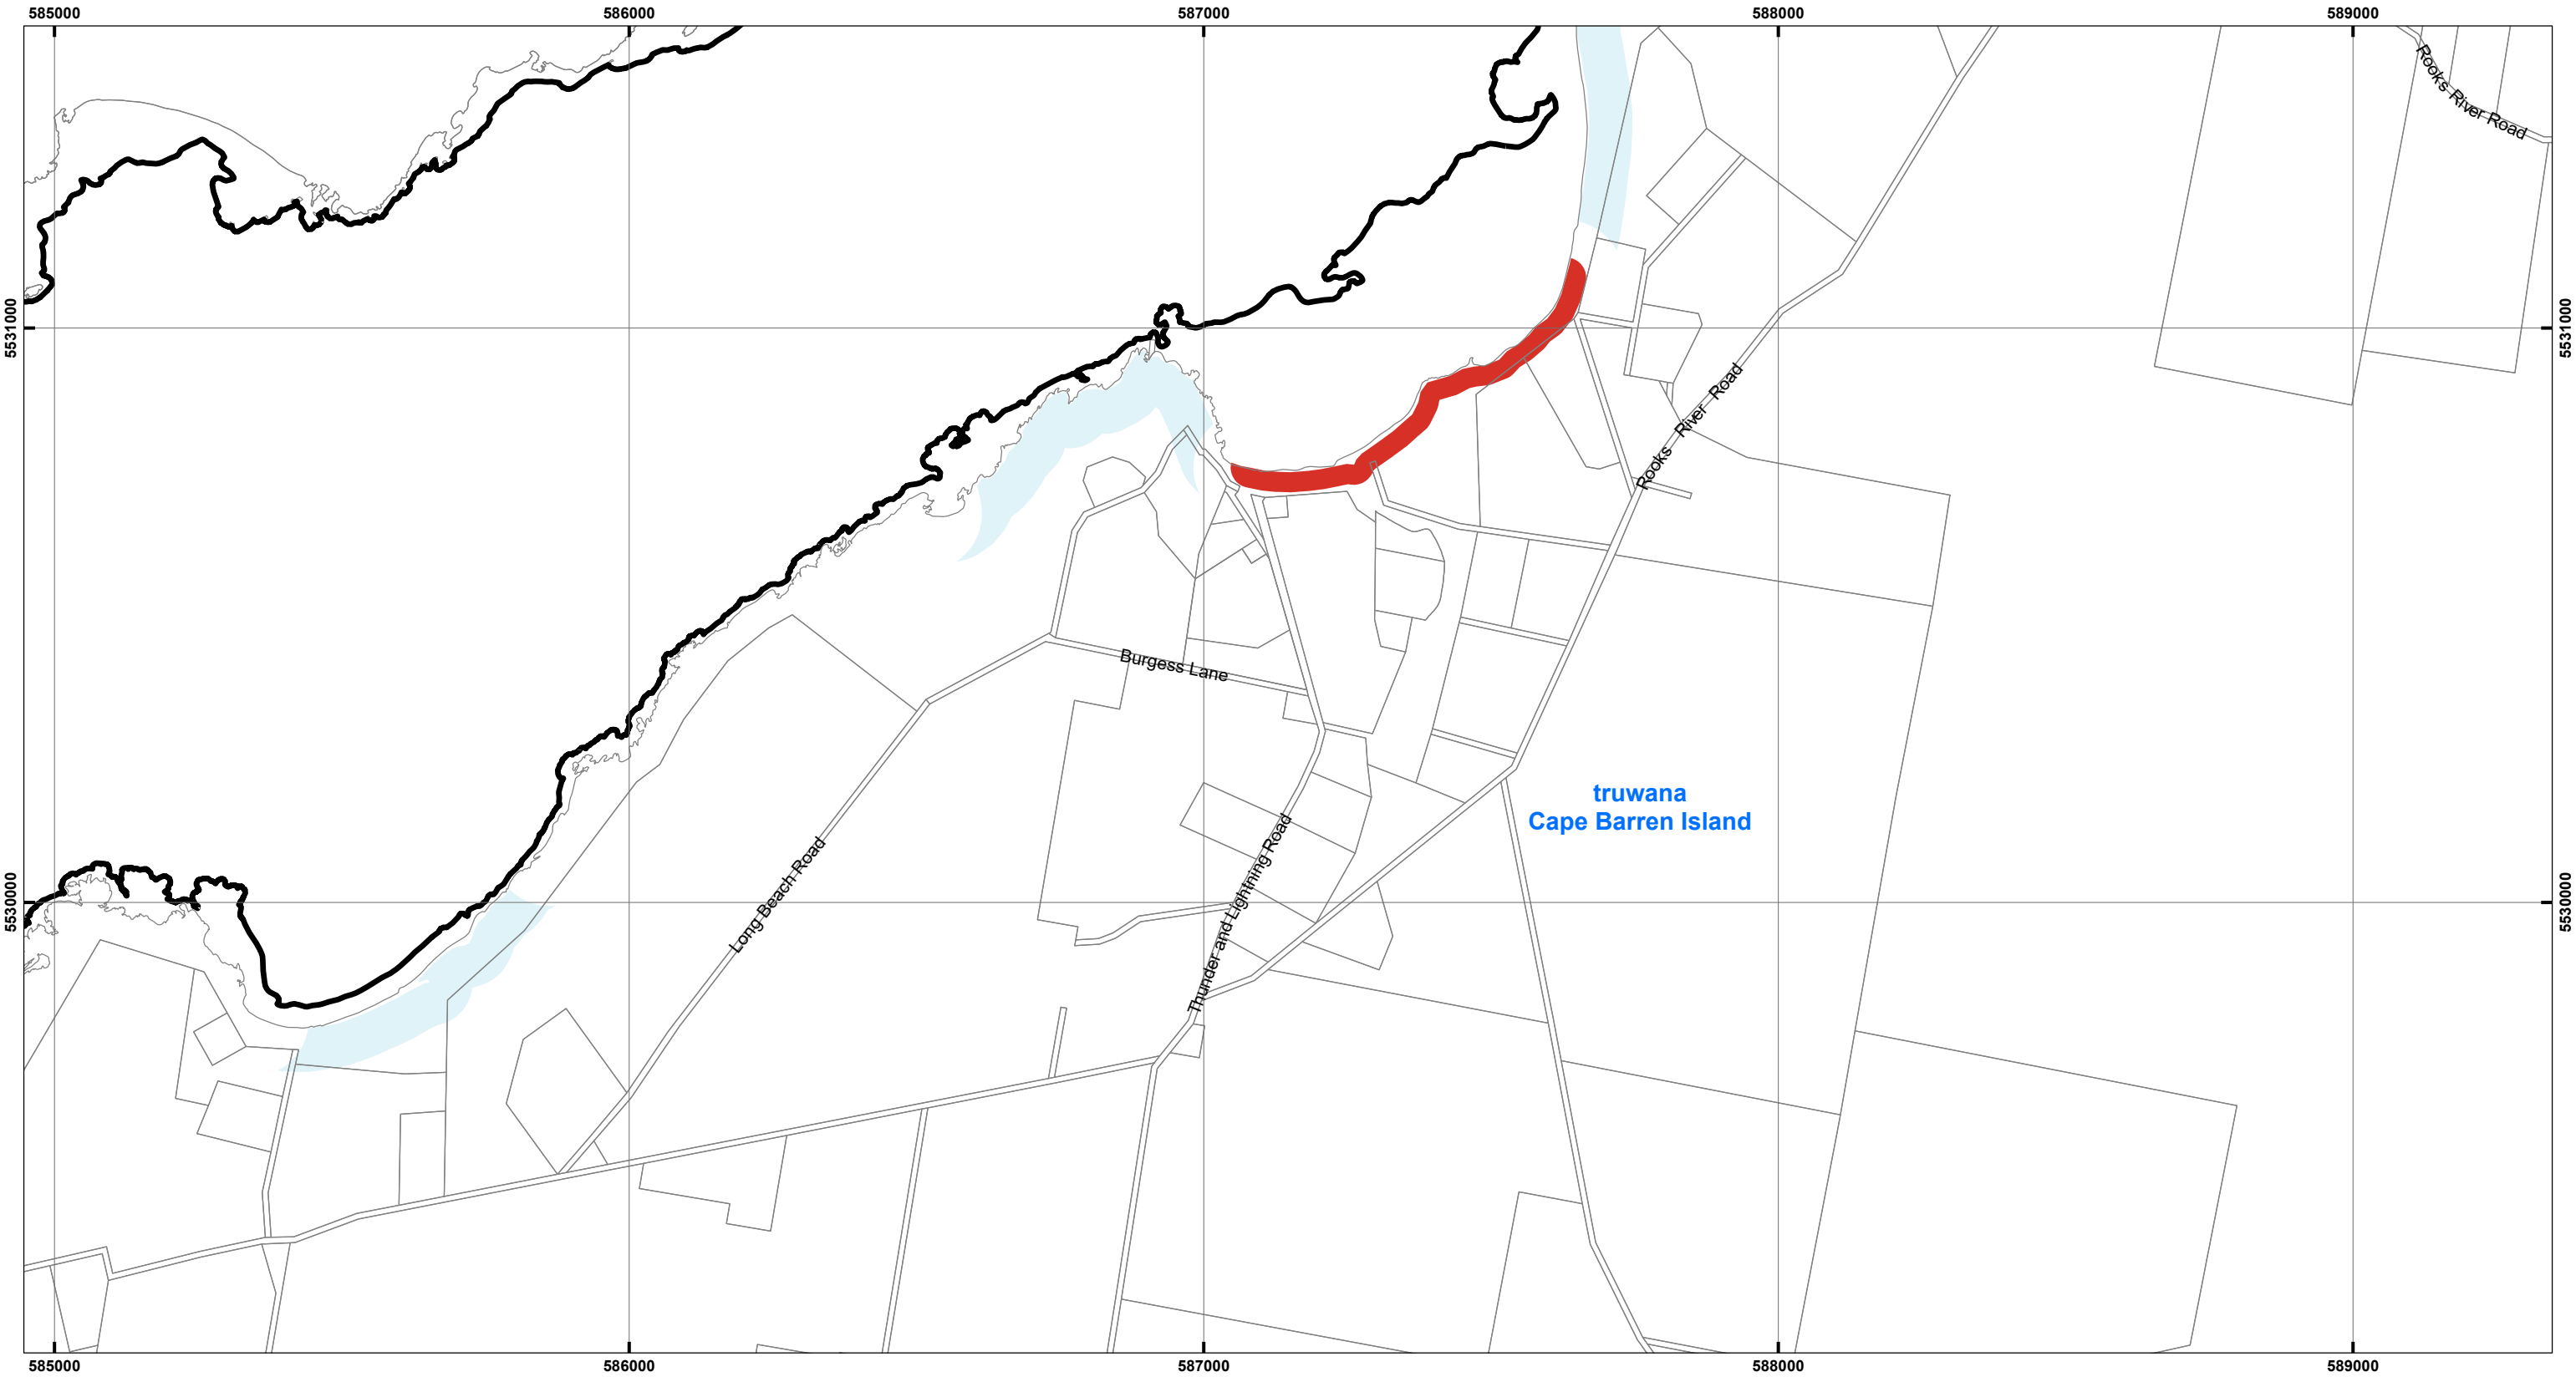 585000
586000
587000
588000
589000
Rooks River Road
5531000
5531000
Rooks River Road
Burgess Lane
truwana
Cape Barren Island
Long Beach Road
Thunder and Lightning Road
5530000
5530000
585000
586000
587000
588000
589000